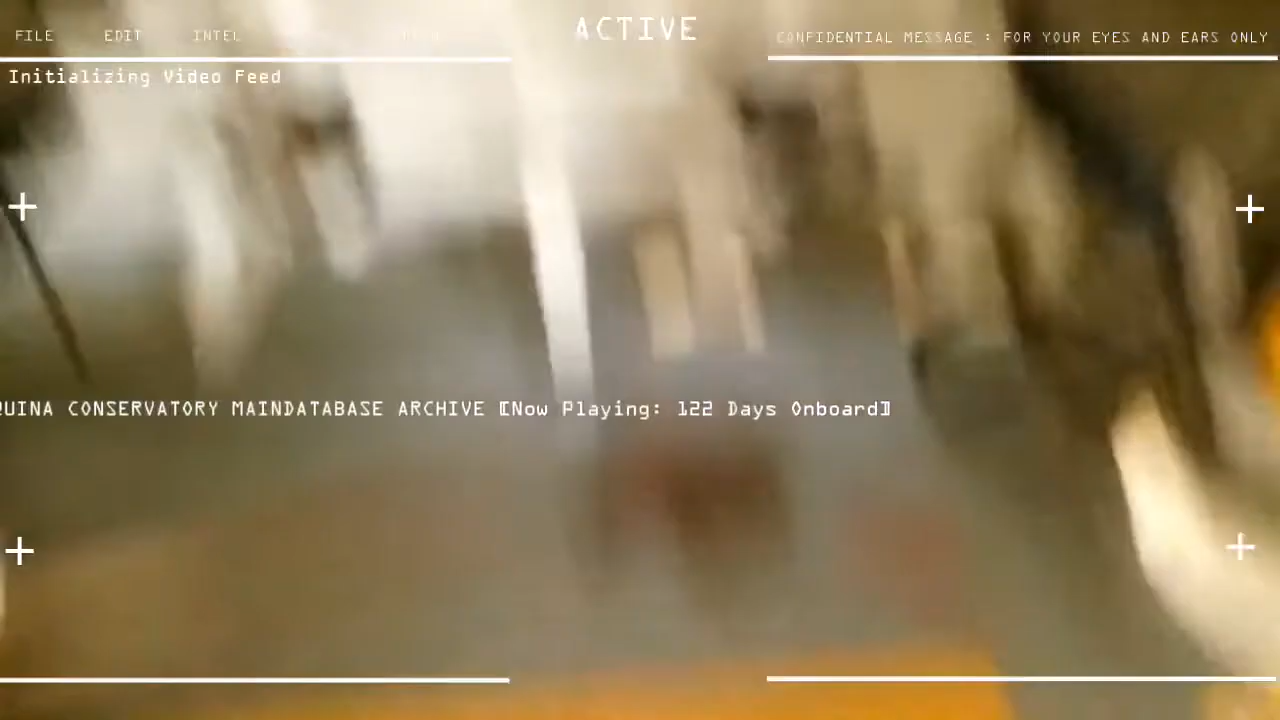 FILE EDIT INTEL
ACTIVE
CONFIDENTIAL MESSAGE : FOR YOUR EYES AND EARS ONLY
Initializing Video Feed
QUINA CONSERVATORY MAINDATABASE ARCHIVE [Now Playing: 122 Days Onboard]